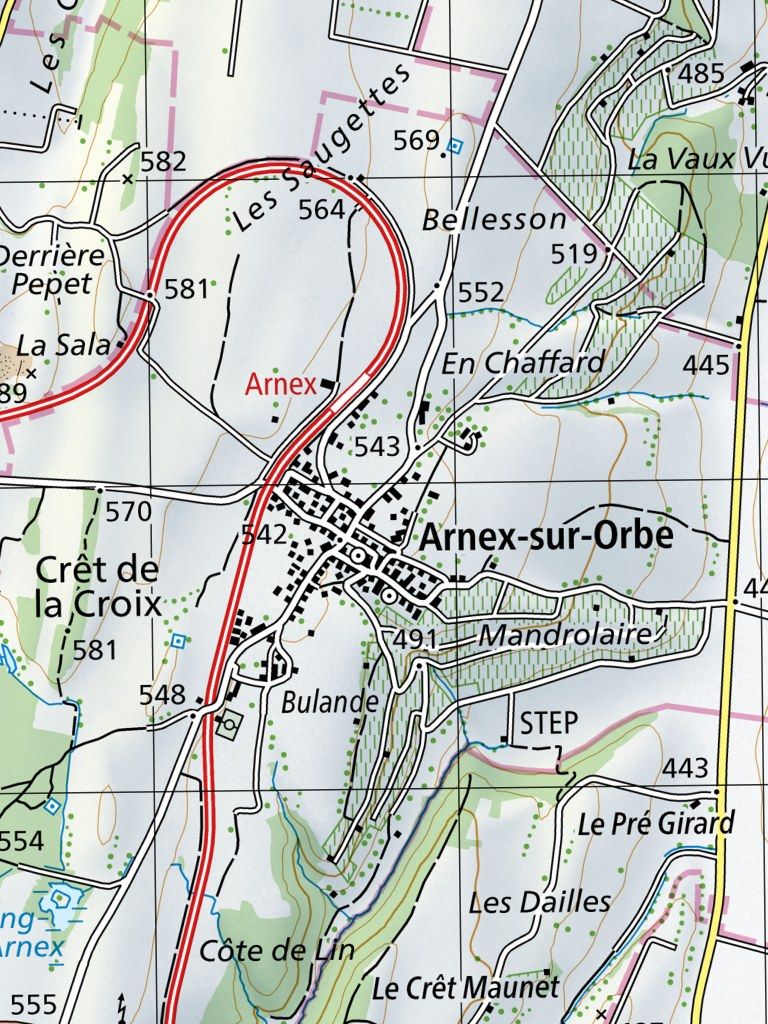 Les
485
Les Saugettes
569
582
La Vaux
564
Bellesson
519
Derrière
Pepet
581
552
La Sala
En Chaffard
445
Arnex
89
543
570
542
Arnex-sur-Orbe
Crêt de
la Croix
44
581
491
Mandrolaire
548
Bulande
STEP
443
554
Le Pré Girard
Les Dailles
ng-
Arnex
Côte de Lin
Le Crêt Maunet
555